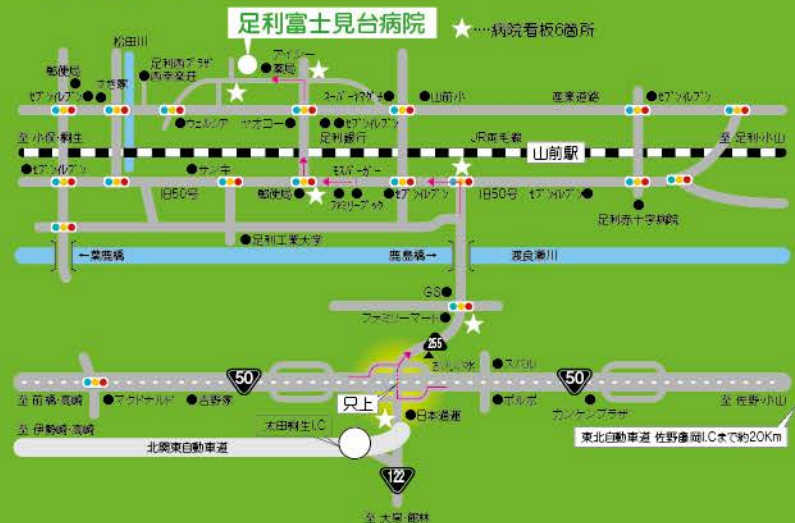 足利富士見台病院
★…病院看板6箇所
松田川
足利西プラザ
西幸楽荘
アイシー
薬局
郵便局
すき家
セブンイレブン
スーパーヤマグチ
山前小
産業道路
セブンイレブン
ウエルシア
ヤオコー
セブンイレブン
足利銀行
至 小俣・桐生
JR両毛線
至 足利・小山
山前駅
セブンイレブン
サンキ
モスバーガー
旧50号
郵便局
ファミリーブック
セブンイレブン
旧50号
セブンイレブン
足利赤十字病院
足利工業大学
←葉鹿橋
鹿島橋→
渡良瀬川
GS
ファミリーマート
255
おいしい水
スバル
50
50
只上
至 前橋・高崎
マクドナルド
吉野家
日本通運
ボルボ
カンケンプラザ
至 佐野・小山
至 伊勢崎・高崎
太田桐生I.C
北関東自動車道
東北自動車道 佐野藤岡I.Cまで約20Km
122
至 大泉・館林